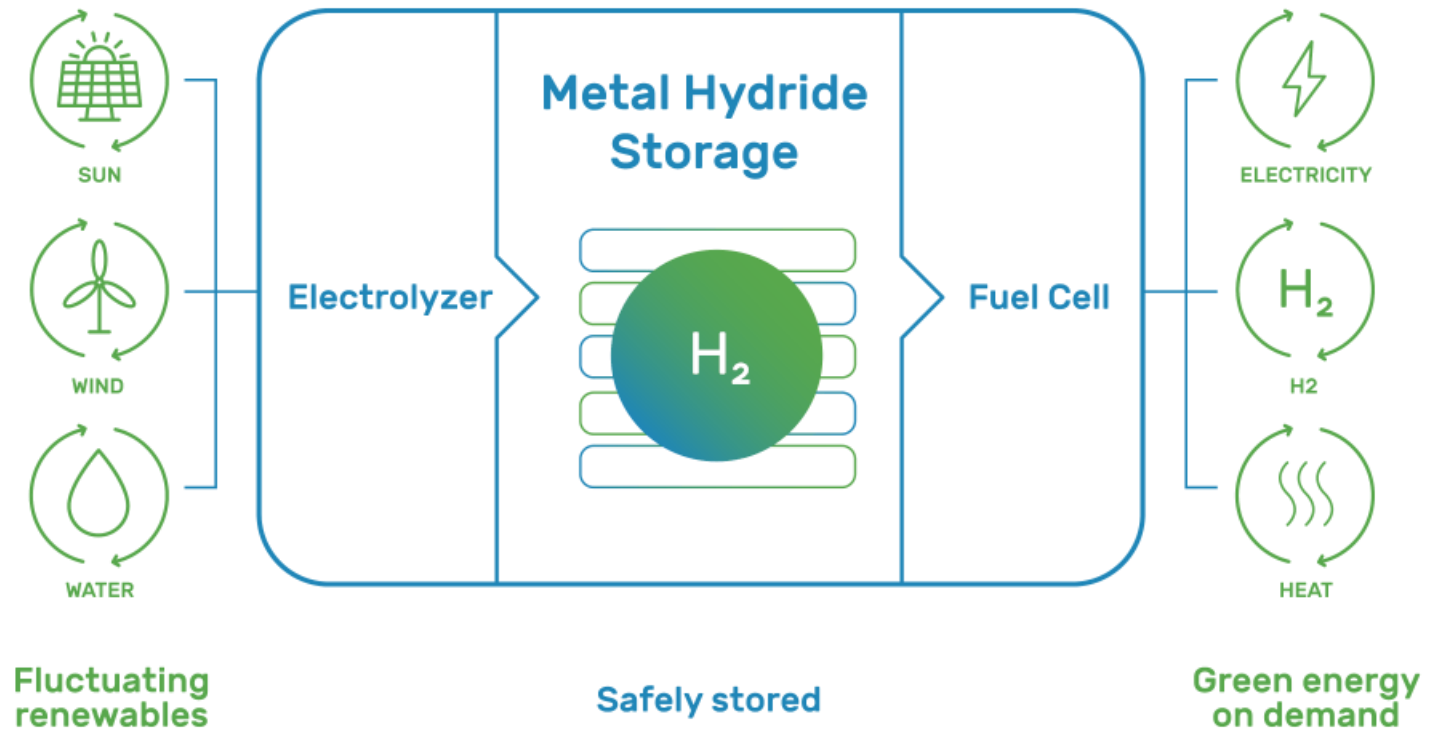 SUN
WIND
WATER
Fluctuating
renewables
Electrolyzer
Metal Hydride
Storage
H₂
Safely stored
Fuel Cell
ELECTRICITY
H₂
H2
HEAT
Green energy
on demand